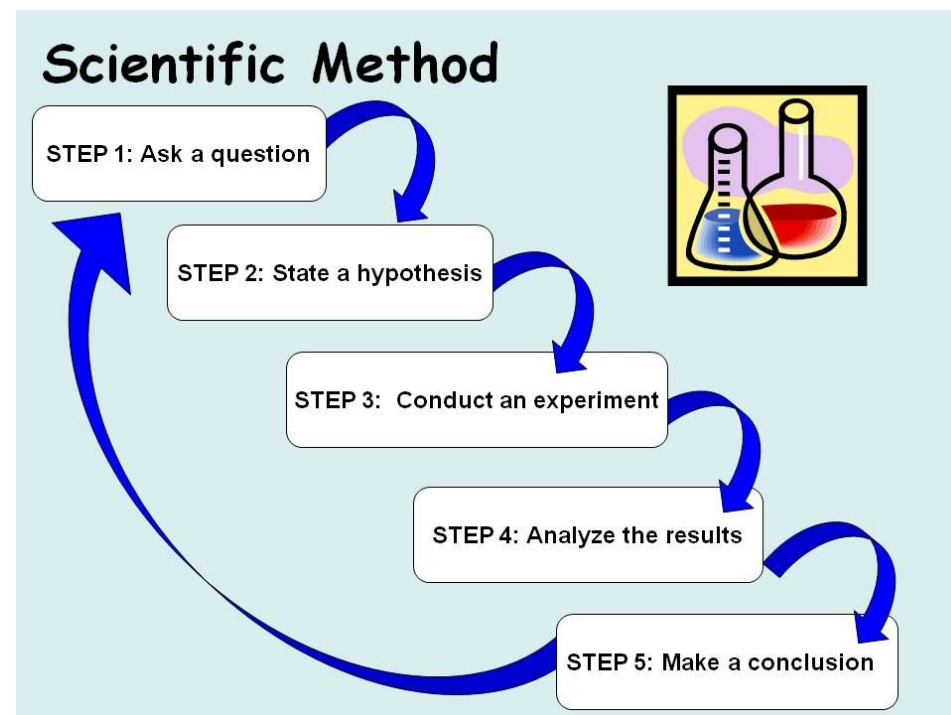 Scientific Method
STEP 1: Ask a question
STEP 2: State a hypothesis
STEP 3: Conduct an experiment
STEP 4: Analyze the results
STEP 5: Make a conclusion